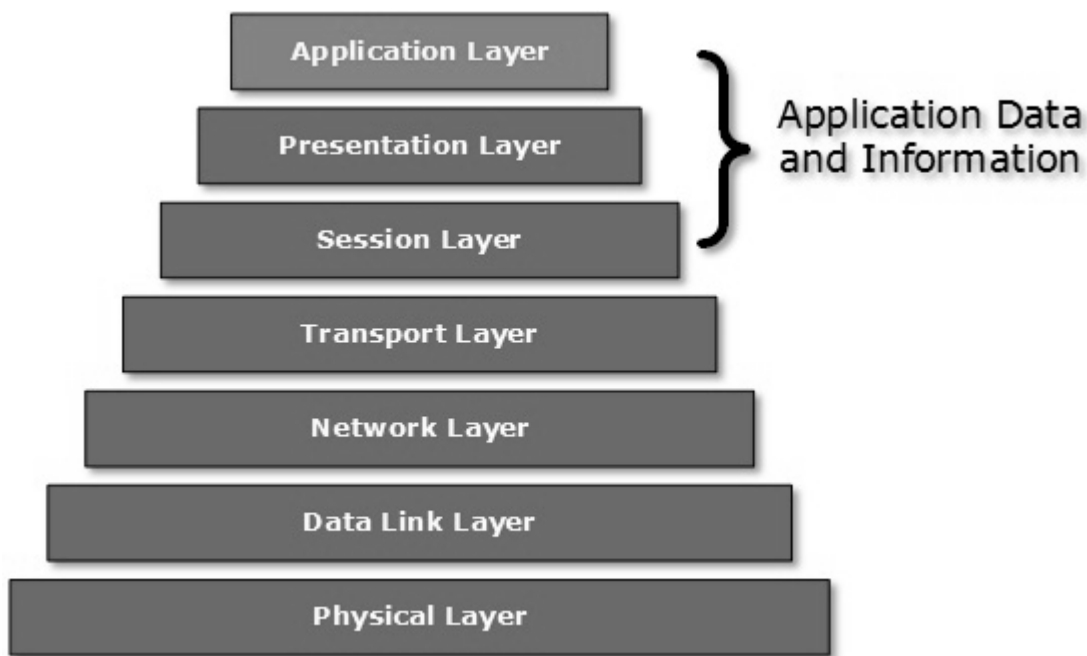 Application Layer
Presentation Layer
Session Layer
Transport Layer
Network Layer
Data Link Layer
Physical Layer
Application Data
and Information